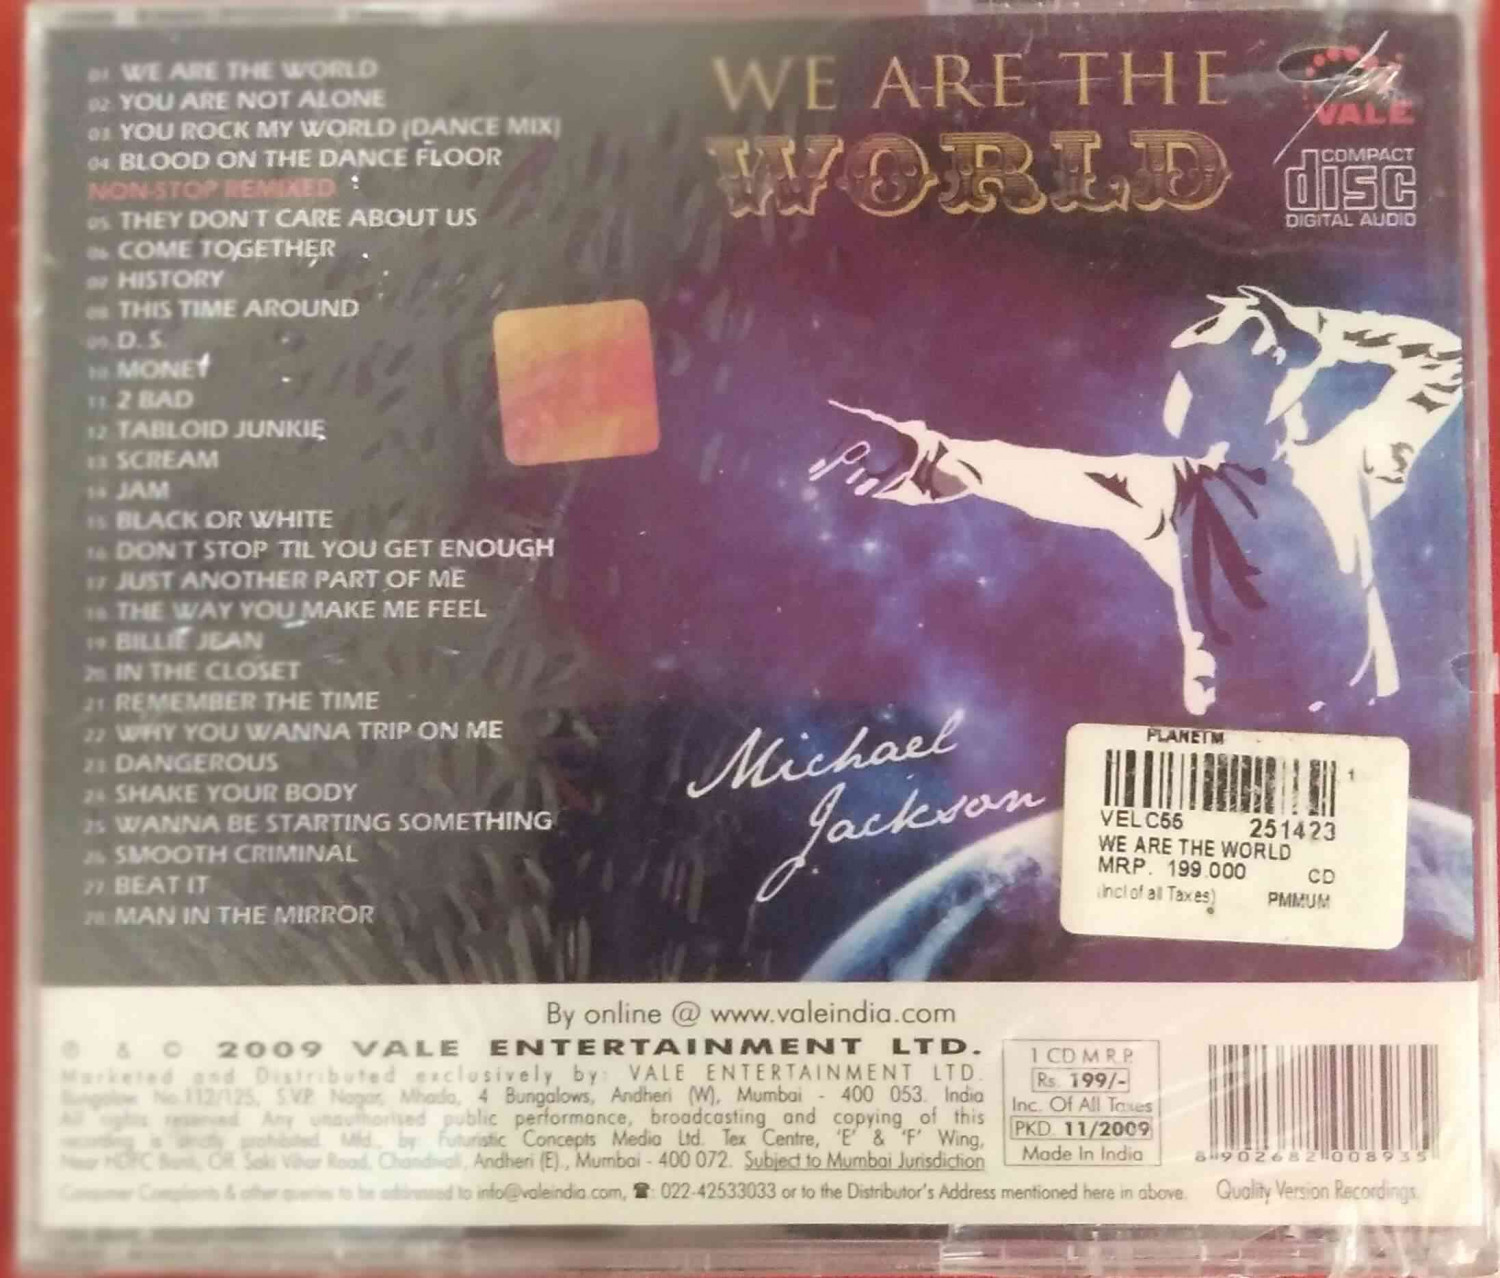 01 WE ARE THE WORLD
02 YOU ARE NOT ALONE
03 YOU ROCK MY WORLD (DANCE MIX)
04 BLOOD ON THE DANCE FLOOR
NON-STOP REMIXED :
05 THEY DON'T CARE ABOUT US
06 COME TOGETHER
07 HISTORY
08 THIS TIME AROUND
09 D. S.
10 MONEY
11 2 BAD
12 TABLOID JUNKIE
13 SCREAM
14 JAM
15 BLACK OR WHITE
16 DON'T STOP 'TIL YOU GET ENOUGH
17 JUST ANOTHER PART OF ME
18 THE WAY YOU MAKE ME FEEL
19 BILLIE JEAN
20 IN THE CLOSET
21 REMEMBER THE TIME
22 WHY YOU WANNA TRIP ON ME
23 DANGEROUS
24 SHAKE YOUR BODY
25 WANNA BE STARTING SOMETHING
26 SMOOTH CRIMINAL
27 BEAT IT
28 MAN IN THE MIRROR
WE ARE THE
WORLD
VALE
COMPACT
disc
DIGITAL AUDIO
Michael
Jackson
PLANETM
1
VELC55 251423
WE ARE THE WORLD
MRP. 199.000 CD
(Incl of all Taxes) PMMUM
By online @ www.valeindia.com
℗ & © 2009 VALE ENTERTAINMENT LTD.
Marketed and Distributed exclusively by: VALE ENTERTAINMENT LTD.
Bungalow No.112/125, S.V.P. Nagar, Mhada, 4 Bungalows, Andheri (W), Mumbai - 400 053. India
All rights reserved. Any unauthorised public performance, broadcasting and copying of this
recording is strictly prohibited. Mfd., by: Futuristic Concepts Media Ltd. Tex Centre, 'E' & 'F' Wing,
Near HDFC Bank, Off. Saki Vihar Road, Chandivali, Andheri (E)., Mumbai - 400 072. Subject to Mumbai Jurisdiction
Consumer Complaints & other queries to be addressed to info@valeindia.com, ☎: 022-42533033 or to the Distributor's Address mentioned here in above.
1 CD M R P.
Rs. 199/-
Inc. Of All Taxes
PKD. 11/2009
Made In India
8 902682 008935
Quality Version Recordings.